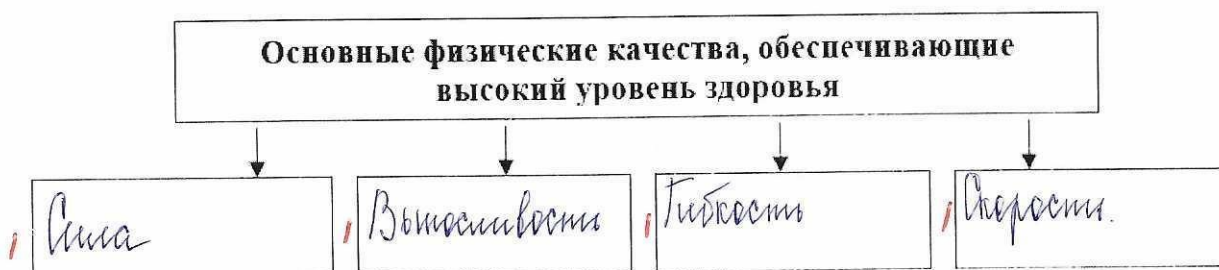 Основные физические качества, обеспечивающие
высокий уровень здоровья
Сила
Выносливость
Гибкость
Скорость.